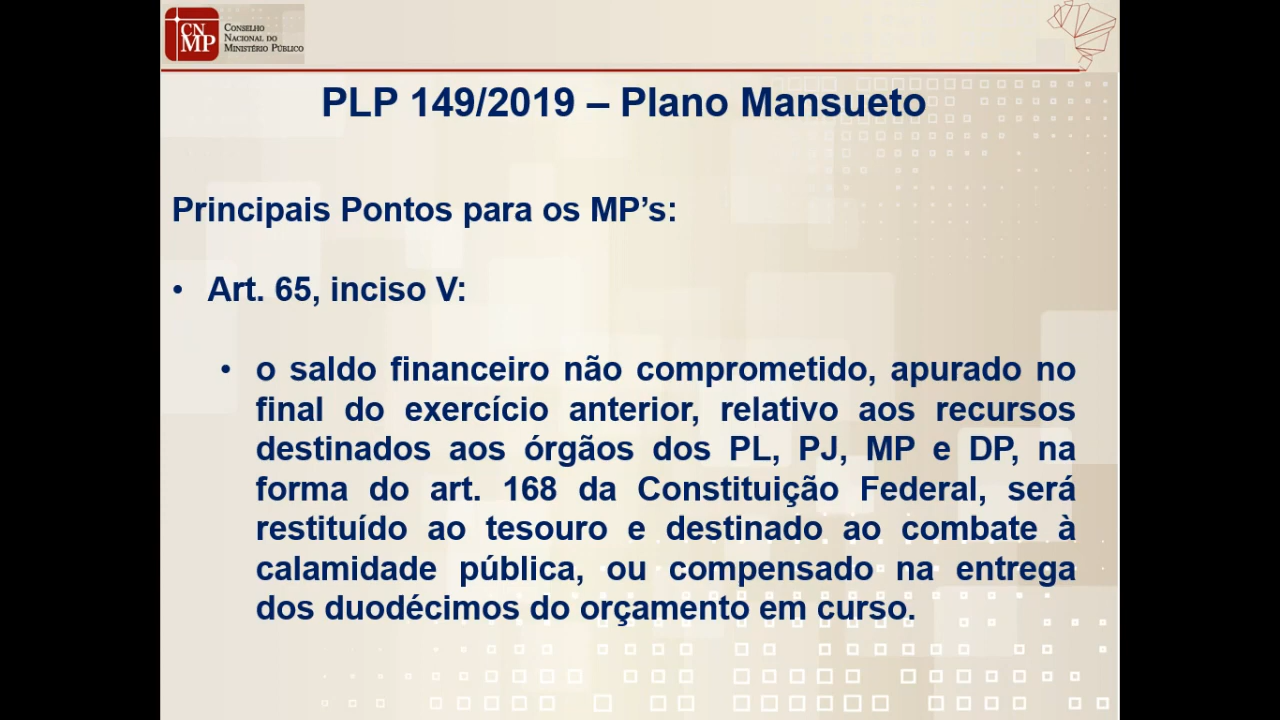 CN
MP
CONSELHO
NACIONAL DO
MINISTÉRIO PÚBLICO
PLP 149/2019 – Plano Mansueto
Principais Pontos para os MP’s:
• Art. 65, inciso V:
• o saldo financeiro não comprometido, apurado no
final do exercício anterior, relativo aos recursos
destinados aos órgãos dos PL, PJ, MP e DP, na
forma do art. 168 da Constituição Federal, será
restituído ao tesouro e destinado ao combate à
calamidade pública, ou compensado na entrega
dos duodécimos do orçamento em curso.